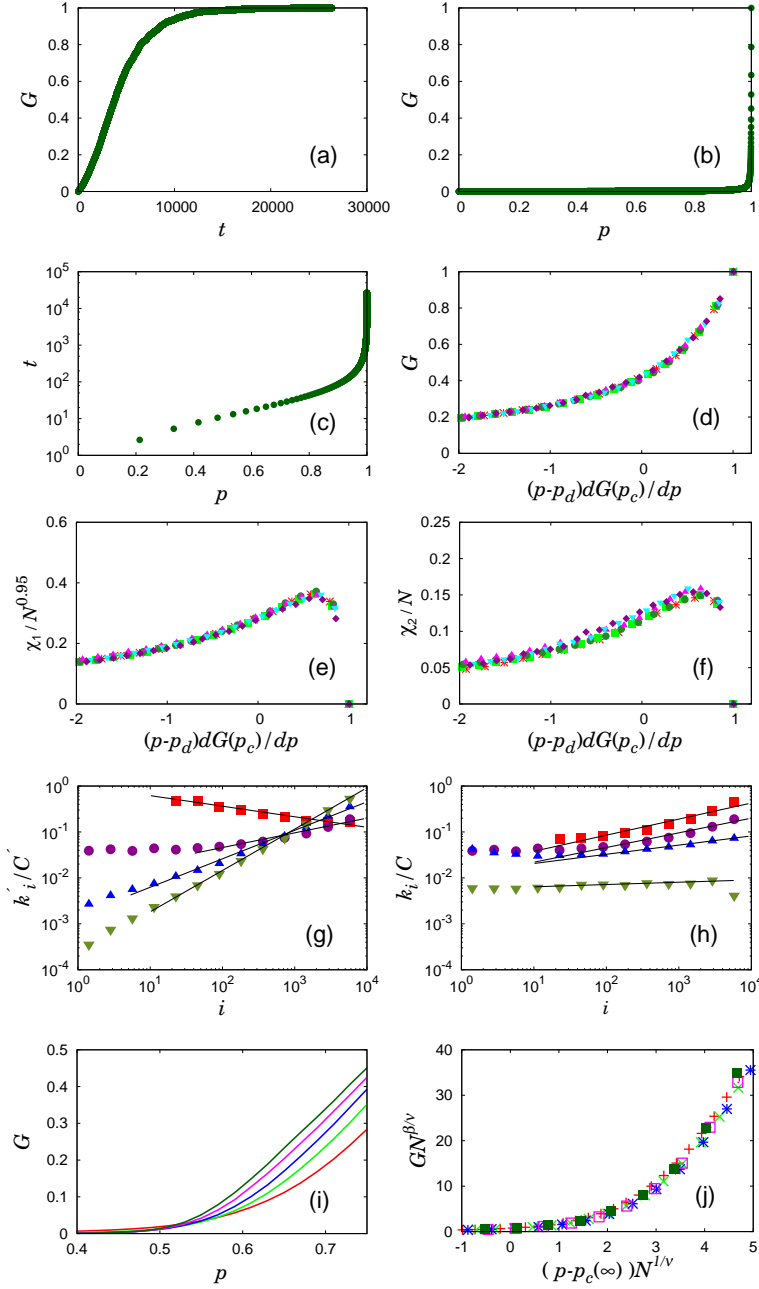 1
0.8
0.6
0.4
0.2
0
G
0 10000 20000 30000
t
(a)
1
0.8
0.6
0.4
0.2
0
G
0 0.2 0.4 0.6 0.8 1
p
(b)
10^5
10^4
10^3
10^2
10^1
10^0
t
0 0.2 0.4 0.6 0.8 1
p
(c)
1
0.8
0.6
0.4
0.2
0
G
-2 -1 0 1
(p-p_d)dG(p_c)/dp
(d)
0.6
0.4
0.2
0
χ_1/N^0.95
-2 -1 0 1
(p-p_d)dG(p_c)/dp
(e)
0.25
0.2
0.15
0.1
0.05
0
χ_2/N
-2 -1 0 1
(p-p_d)dG(p_c)/dp
(f)
10^0
10^-1
10^-2
10^-3
10^-4
k´_i/C´
10^0 10^1 10^2 10^3 10^4
i
(g)
10^0
10^-1
10^-2
10^-3
10^-4
k_i/C
10^0 10^1 10^2 10^3 10^4
i
(h)
0.5
0.4
0.3
0.2
0.1
0
G
0.4 0.5 0.6 0.7
p
(i)
40
30
20
10
0
GN^β/ν
-1 0 1 2 3 4 5
(p-p_c(∞))N^1/ν
(j)